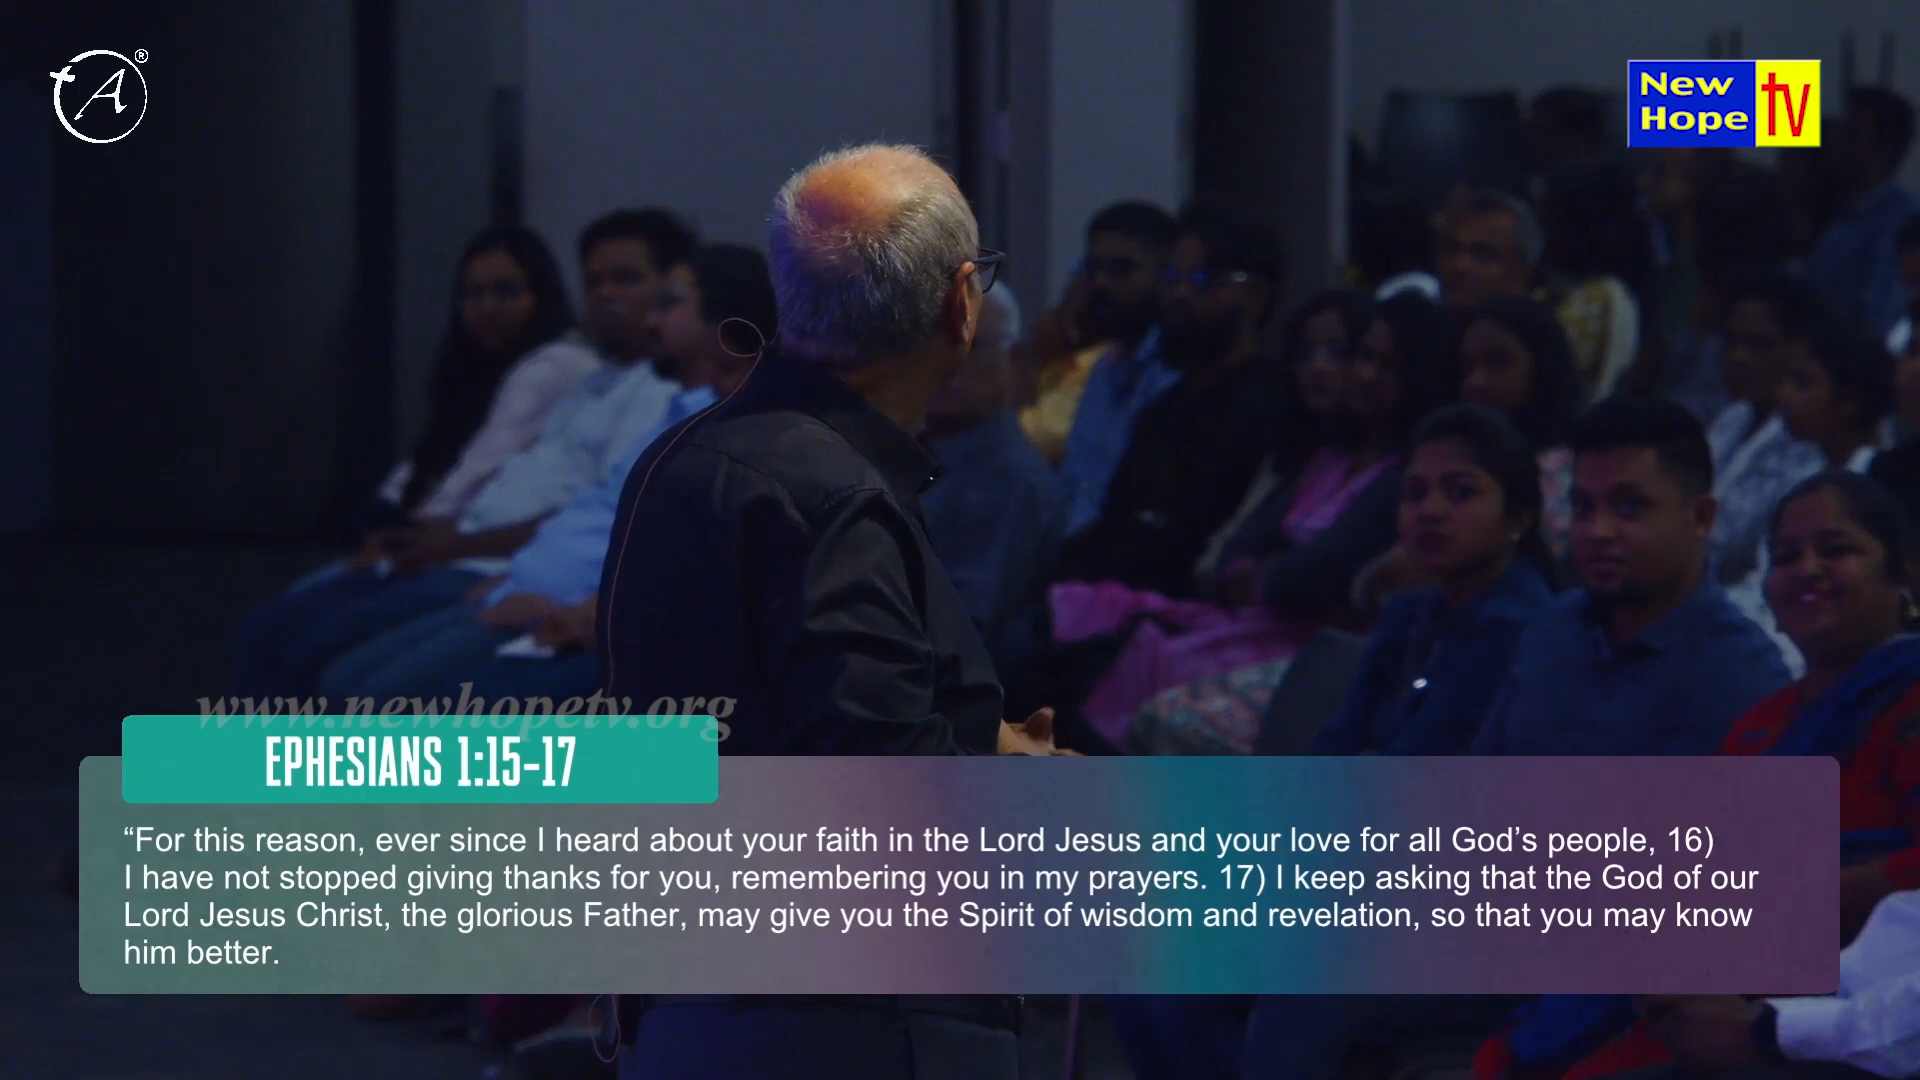 A®
New
Hope
tv
www.newhopetv.org
EPHESIANS 1:15-17
“For this reason, ever since I heard about your faith in the Lord Jesus and your love for all God’s people, 16)
I have not stopped giving thanks for you, remembering you in my prayers. 17) I keep asking that the God of our
Lord Jesus Christ, the glorious Father, may give you the Spirit of wisdom and revelation, so that you may know
him better.